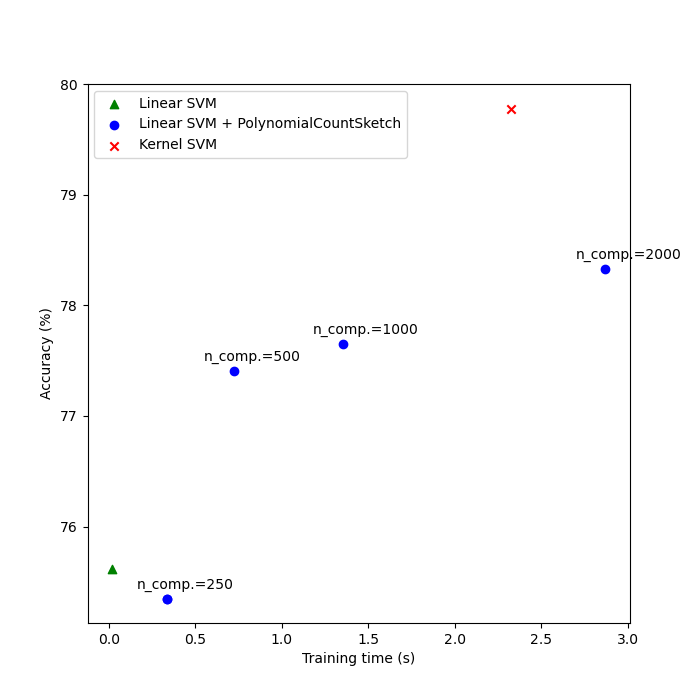 80
Linear SVM
Linear SVM + PolynomialCountSketch
Kernel SVM
79
n_comp.=2000
78
n_comp.=1000
n_comp.=500
Accuracy (%)
77
76
n_comp.=250
0.0 0.5 1.0 1.5 2.0 2.5 3.0
Training time (s)